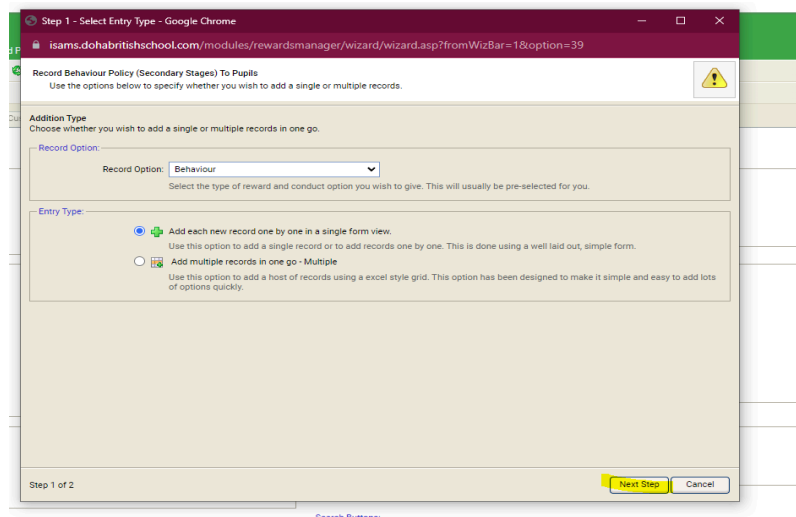 Step 1 - Select Entry Type - Google Chrome
isams.dohabritishschool.com/modules/rewardsmanager/wizard/wizard.asp?fromWizBar=1&option=39
Record Behaviour Policy (Secondary Stages) To Pupils
Use the options below to specify whether you wish to add a single or multiple records.
Addition Type
Choose whether you wish to add a single or multiple records in one go.
Record Option:
Record Option: Behaviour
Select the type of reward and conduct option you wish to give. This will usually be pre-selected for you.
Entry Type:
Add each new record one by one in a single form view.
Use this option to add a single record or to add records one by one. This is done using a well laid out, simple form.
Add multiple records in one go - Multiple
Use this option to add a host of records using a excel style grid. This option has been designed to make it simple and easy to add lots
of options quickly.
Step 1 of 2
Next Step Cancel
Search Buttons: